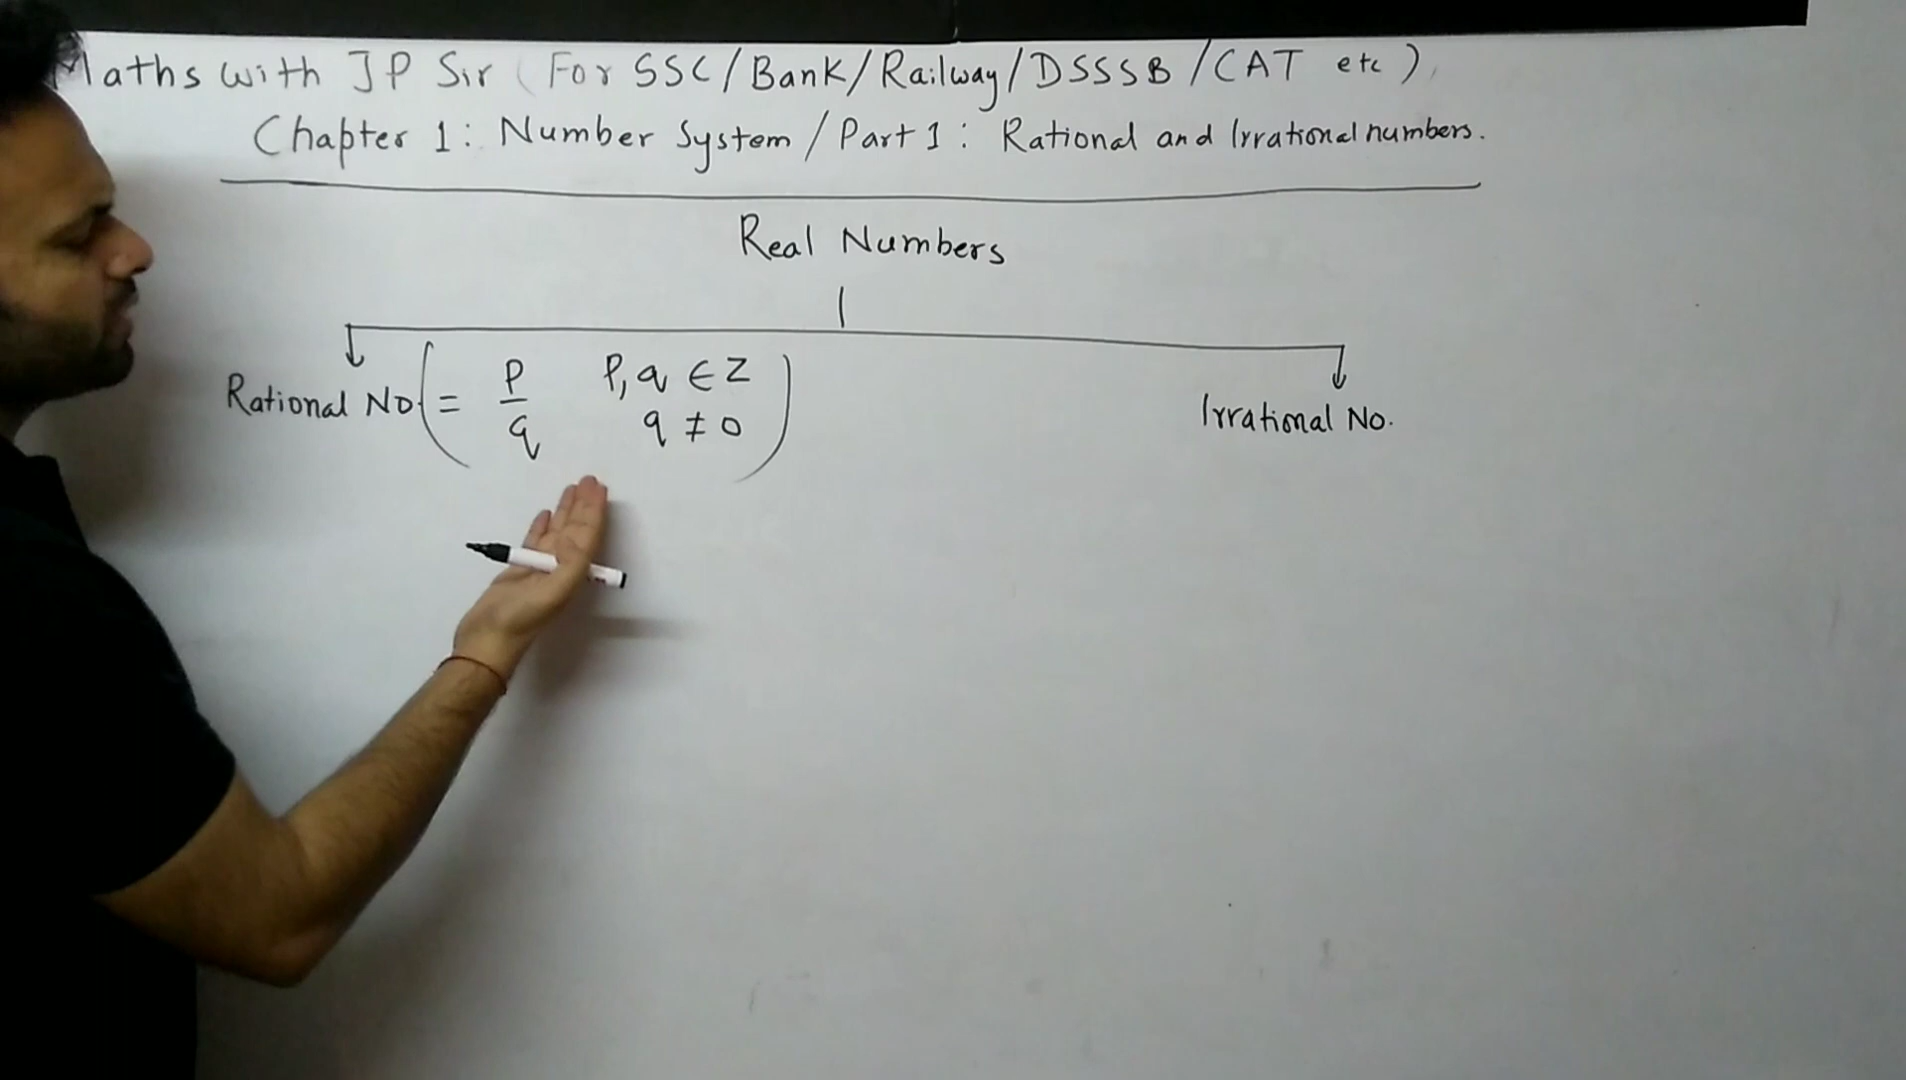 Maths with JP Sir (For SSC/Bank/Railway/DSSSB/CAT etc)
Chapter 1: Number System / Part 1: Rational and Irrational numbers.
Real Numbers
Rational No. (= p/q P, q ∈ Z q ≠ 0)
Irrational No.